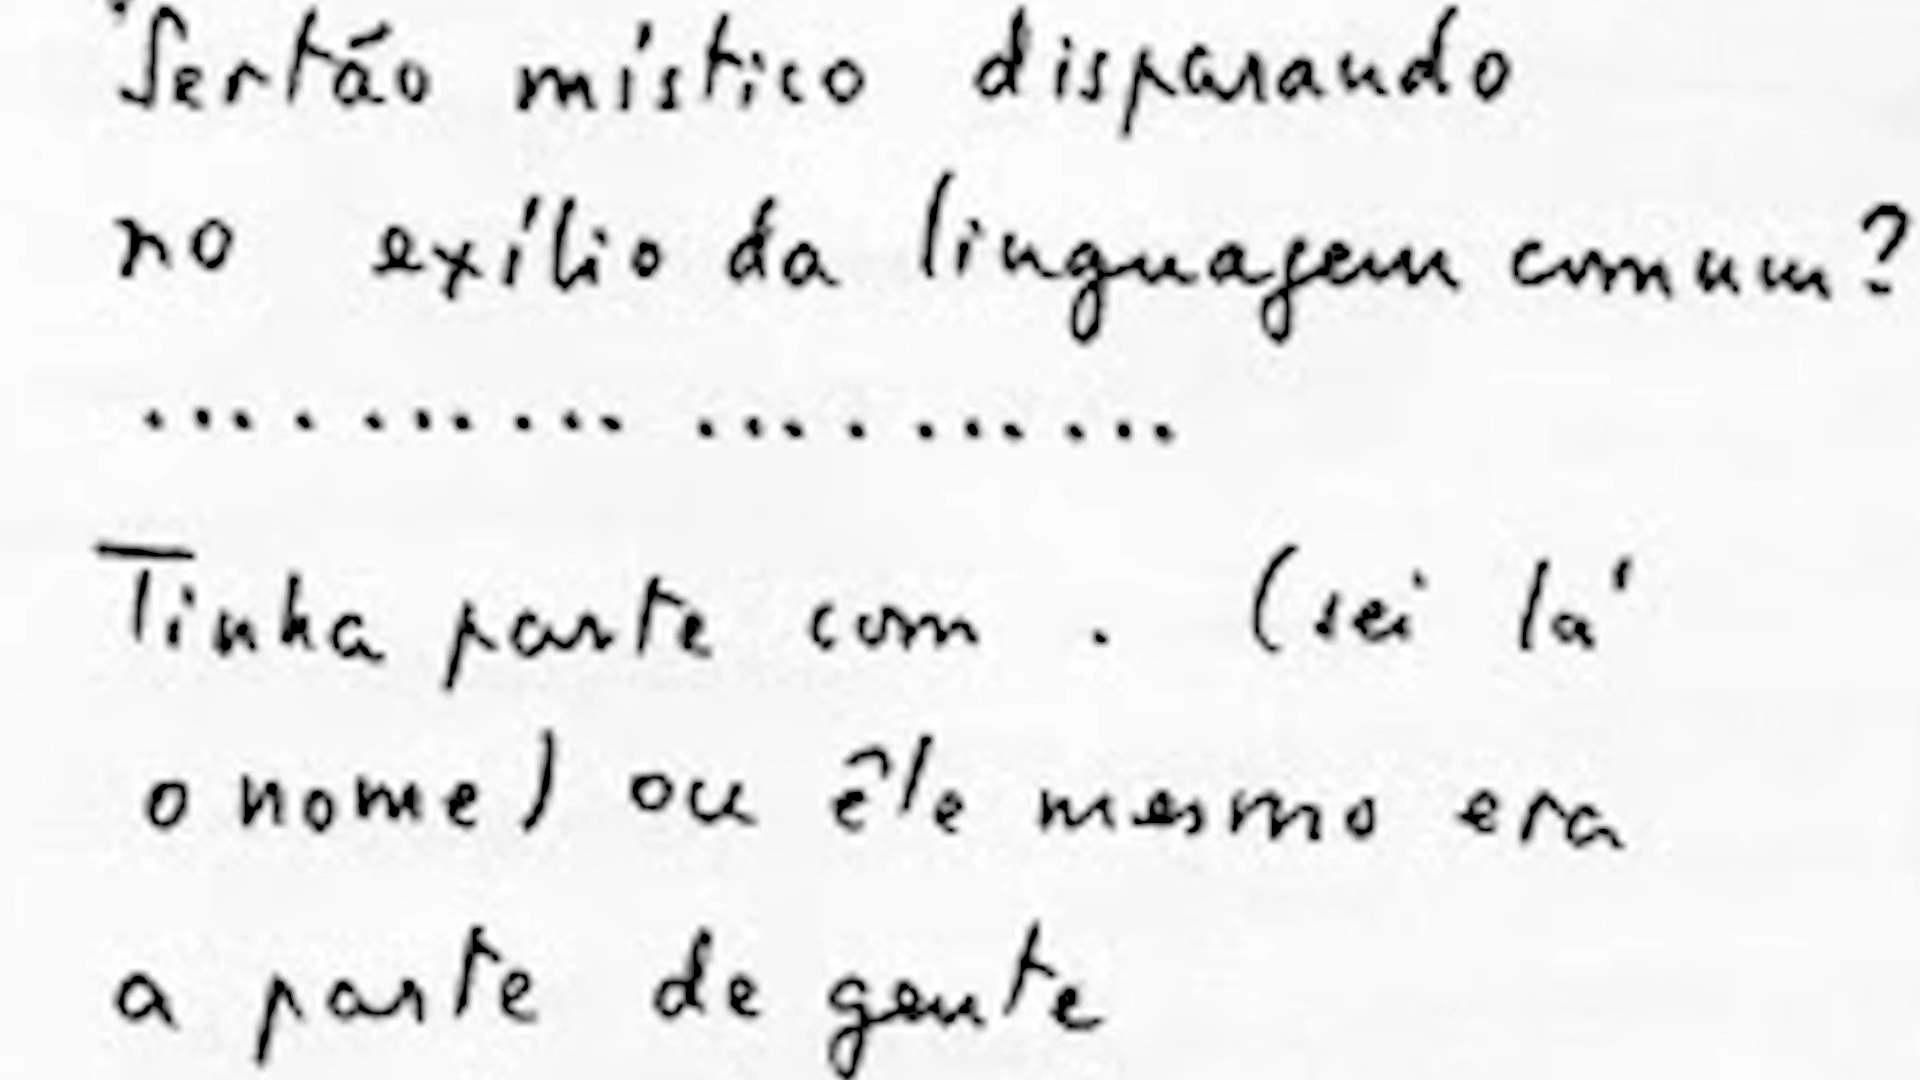 Sertão místico disparando
no exílio da linguagem comum?
.............................
Tinha parte com . (sei lá
o nome) ou êle mesmo era
a parte de gente